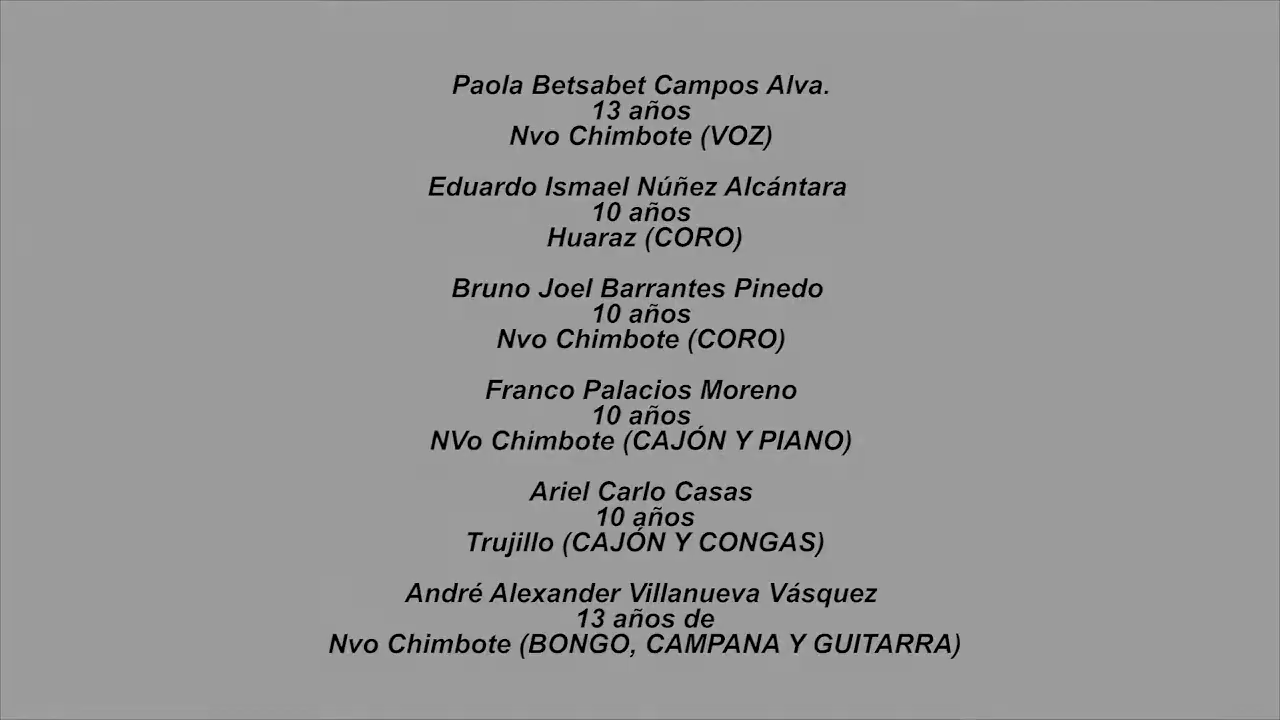 Paola Betsabet Campos Alva.
13 años
Nvo Chimbote (VOZ)
Eduardo Ismael Núñez Alcántara
10 años
Huaraz (CORO)
Bruno Joel Barrantes Pinedo
10 años
Nvo Chimbote (CORO)
Franco Palacios Moreno
10 años
NVo Chimbote (CAJÓN Y PIANO)
Ariel Carlo Casas
10 años
Trujillo (CAJÓN Y CONGAS)
André Alexander Villanueva Vásquez
13 años de
Nvo Chimbote (BONGO, CAMPANA Y GUITARRA)